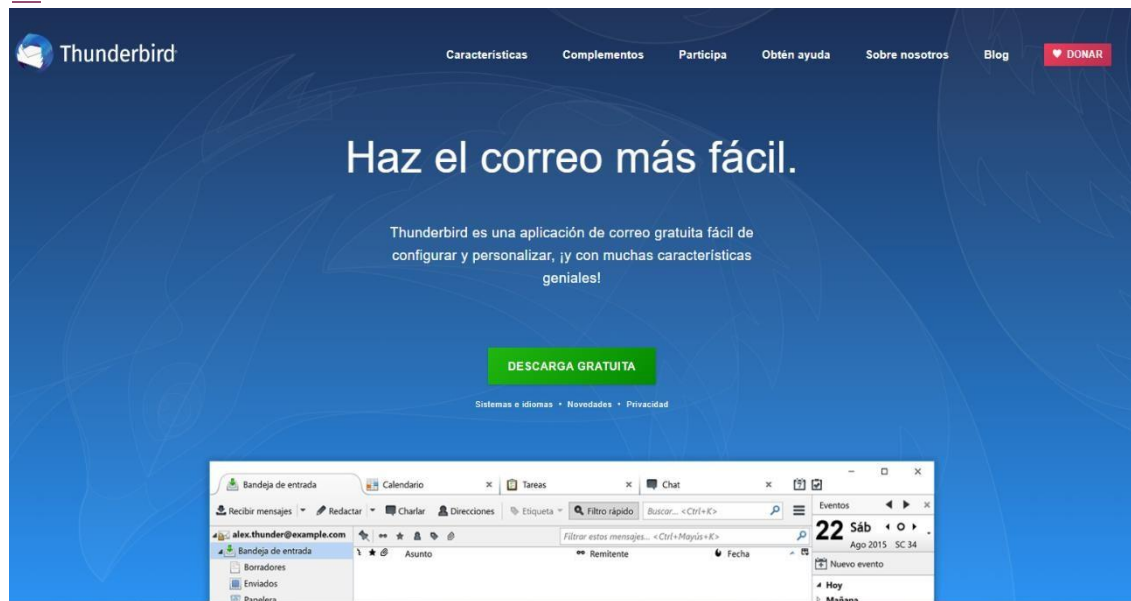 Thunderbird
Características Complementos Participa Obtén ayuda Sobre nosotros Blog DONAR
Haz el correo más fácil.
Thunderbird es una aplicación de correo gratuita fácil de
configurar y personalizar, ¡y con muchas características
geniales!
DESCARGA GRATUITA
Sistemas e idiomas • Novedades • Privacidad
Bandeja de entrada Calendario Tareas Chat
Recibir mensajes Redactar Charlar Direcciones Etiqueta Filtro rápido Buscar... <Ctrl+K> Eventos
alex.thunder@example.com Filtrar estos mensajes... <Ctrl+Mayús+K> 22 Sáb
Ago 2015 SC 34
Bandeja de entrada Asunto Remitente Fecha
Borradores Nuevo evento
Enviados Hoy
Papelera Mañana